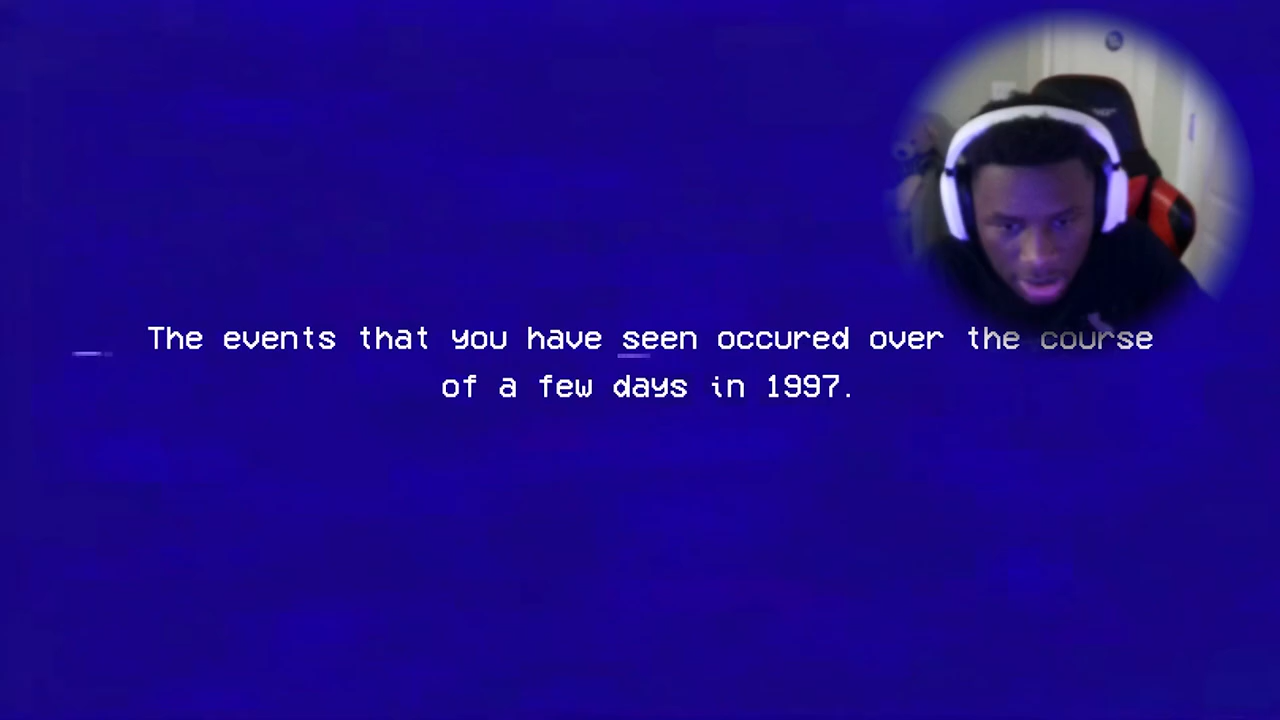 The events that you have seen occured over the course
of a few days in 1997.